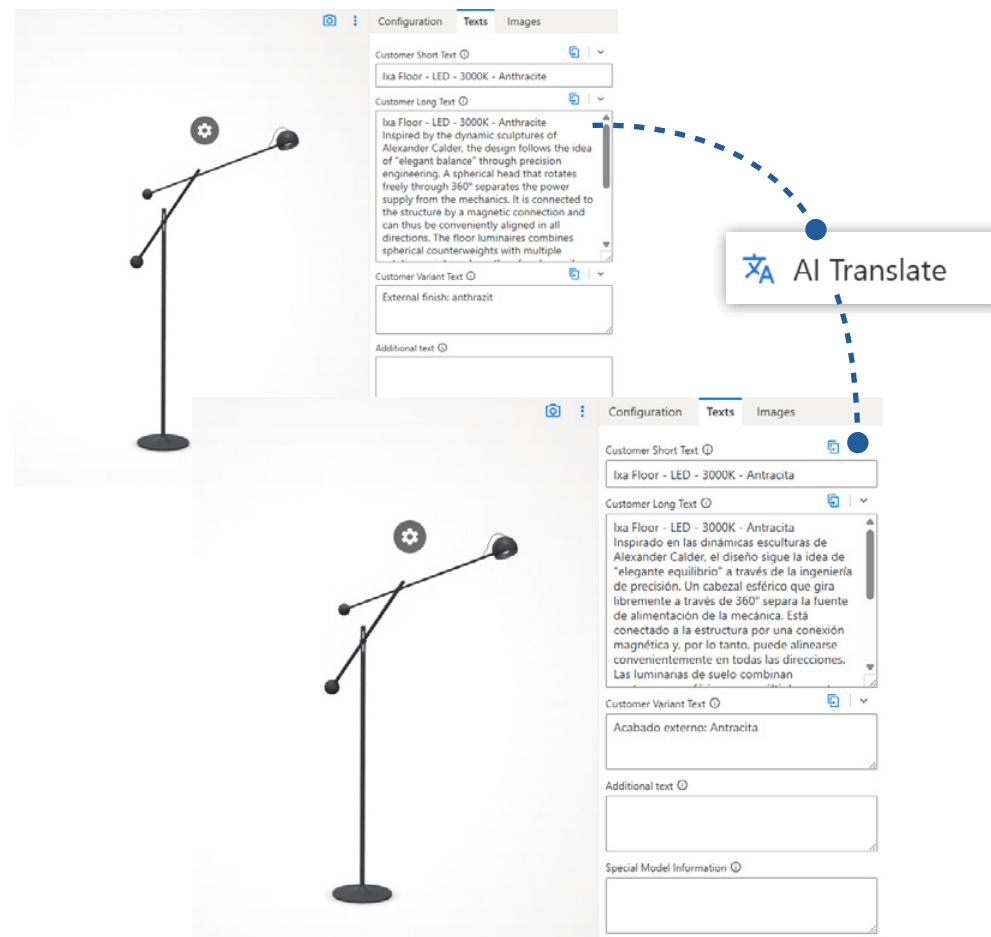 Configuration Texts Images
Customer Short Text
Ixa Floor - LED - 3000K - Anthracite
Customer Long Text
Ixa Floor - LED - 3000K - Anthracite
Inspired by the dynamic sculptures of
Alexander Calder, the design follows the idea
of "elegant balance" through precision
engineering. A spherical head that rotates
freely through 360° separates the power
supply from the mechanics. It is connected to
the structure by a magnetic connection and
can thus be conveniently aligned in all
directions. The floor luminaires combines
spherical counterweights with multiple
Customer Variant Text
External finish: anthrazit
Additional text
AI Translate
Configuration Texts Images
Customer Short Text
Ixa Floor - LED - 3000K - Antracita
Customer Long Text
Ixa Floor - LED - 3000K - Antracita
Inspirado en las dinámicas esculturas de
Alexander Calder, el diseño sigue la idea de
"elegante equilibrio" a través de la ingeniería
de precisión. Un cabezal esférico que gira
libremente a través de 360° separa la fuente
de alimentación de la mecánica. Está
conectado a la estructura por una conexión
magnética y, por lo tanto, puede alinearse
convenientemente en todas las direcciones.
Las luminarias de suelo combinan
Customer Variant Text
Acabado externo: Antracita
Additional text
Special Model Information